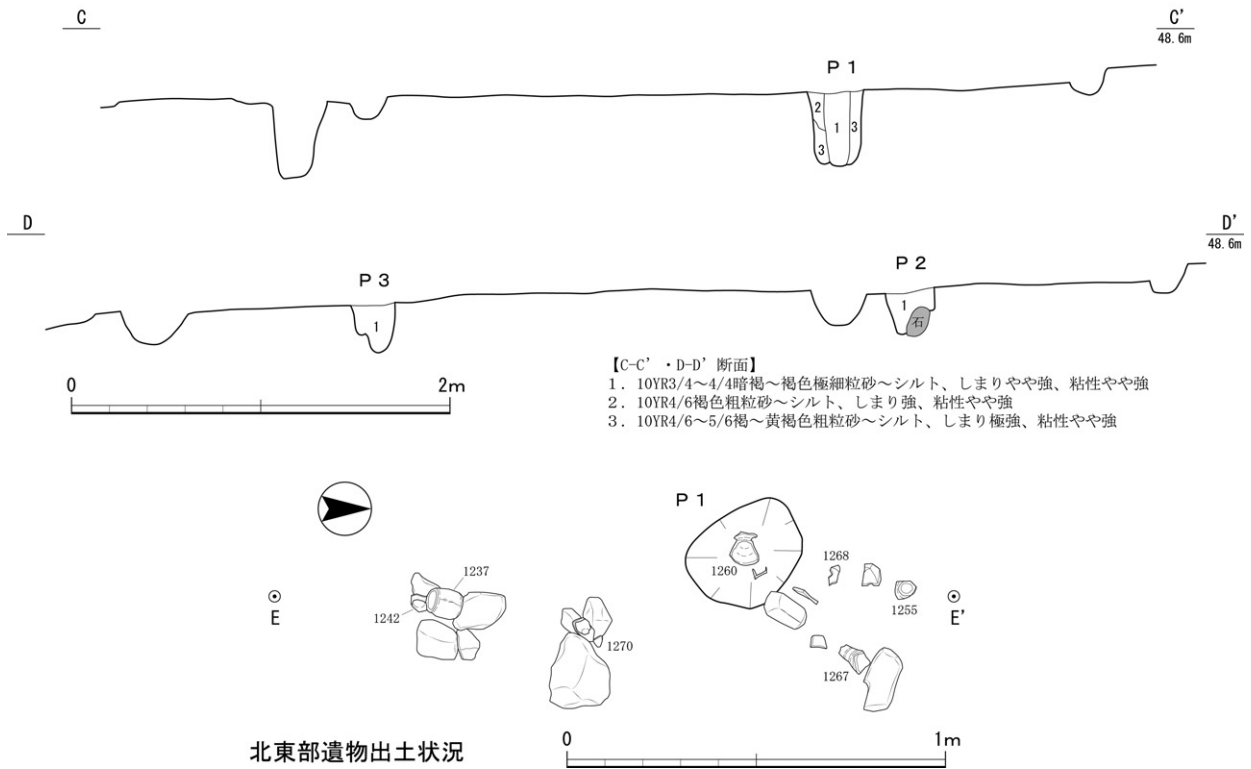 C C'
48.6m
P 1
2 1 3
3
D D'
48.6m
P 3 P 2
1 1
石
0 2m
【C-C'・D-D' 断面】
1. 10YR3/4~4/4暗褐~褐色極細粒砂~シルト、しまりやや強、粘性やや強
2. 10YR4/6褐色粗粒砂~シルト、しまり強、粘性やや強
3. 10YR4/6~5/6褐~黄褐色粗粒砂~シルト、しまり極強、粘性やや強
P 1
1268
1260
1237
1255
E E'
1242
1270
1267
北東部遺物出土状況
0 1m